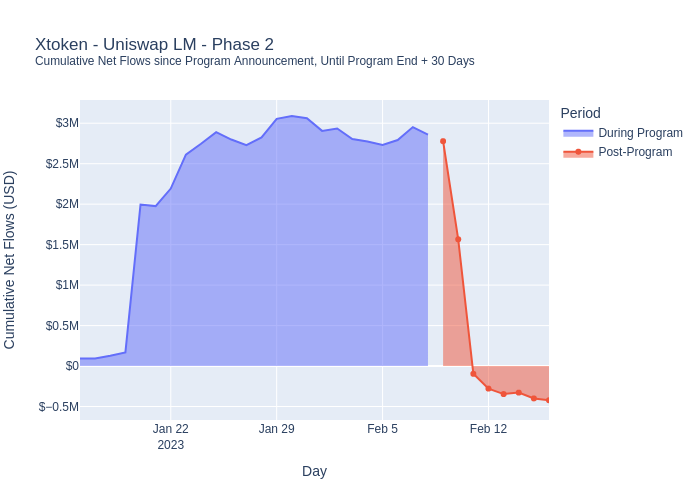 Xtoken - Uniswap LM - Phase 2
Cumulative Net Flows since Program Announcement, Until Program End + 30 Days
Period
During Program
Post-Program
Cumulative Net Flows (USD)
$3M
$2.5M
$2M
$1.5M
$1M
$0.5M
$0
$−0.5M
Jan 22
2023
Jan 29
Feb 5
Feb 12
Day